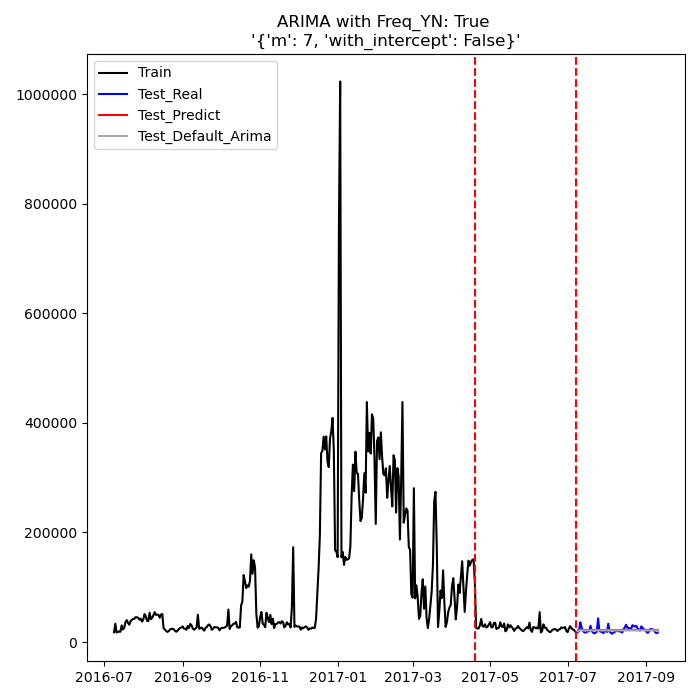 ARIMA with Freq_YN: True
'{'m': 7, 'with_intercept': False}'
Train
Test_Real
Test_Predict
Test_Default_Arima
1000000
800000
600000
400000
200000
0
2016-07 2016-09 2016-11 2017-01 2017-03 2017-05 2017-07 2017-09